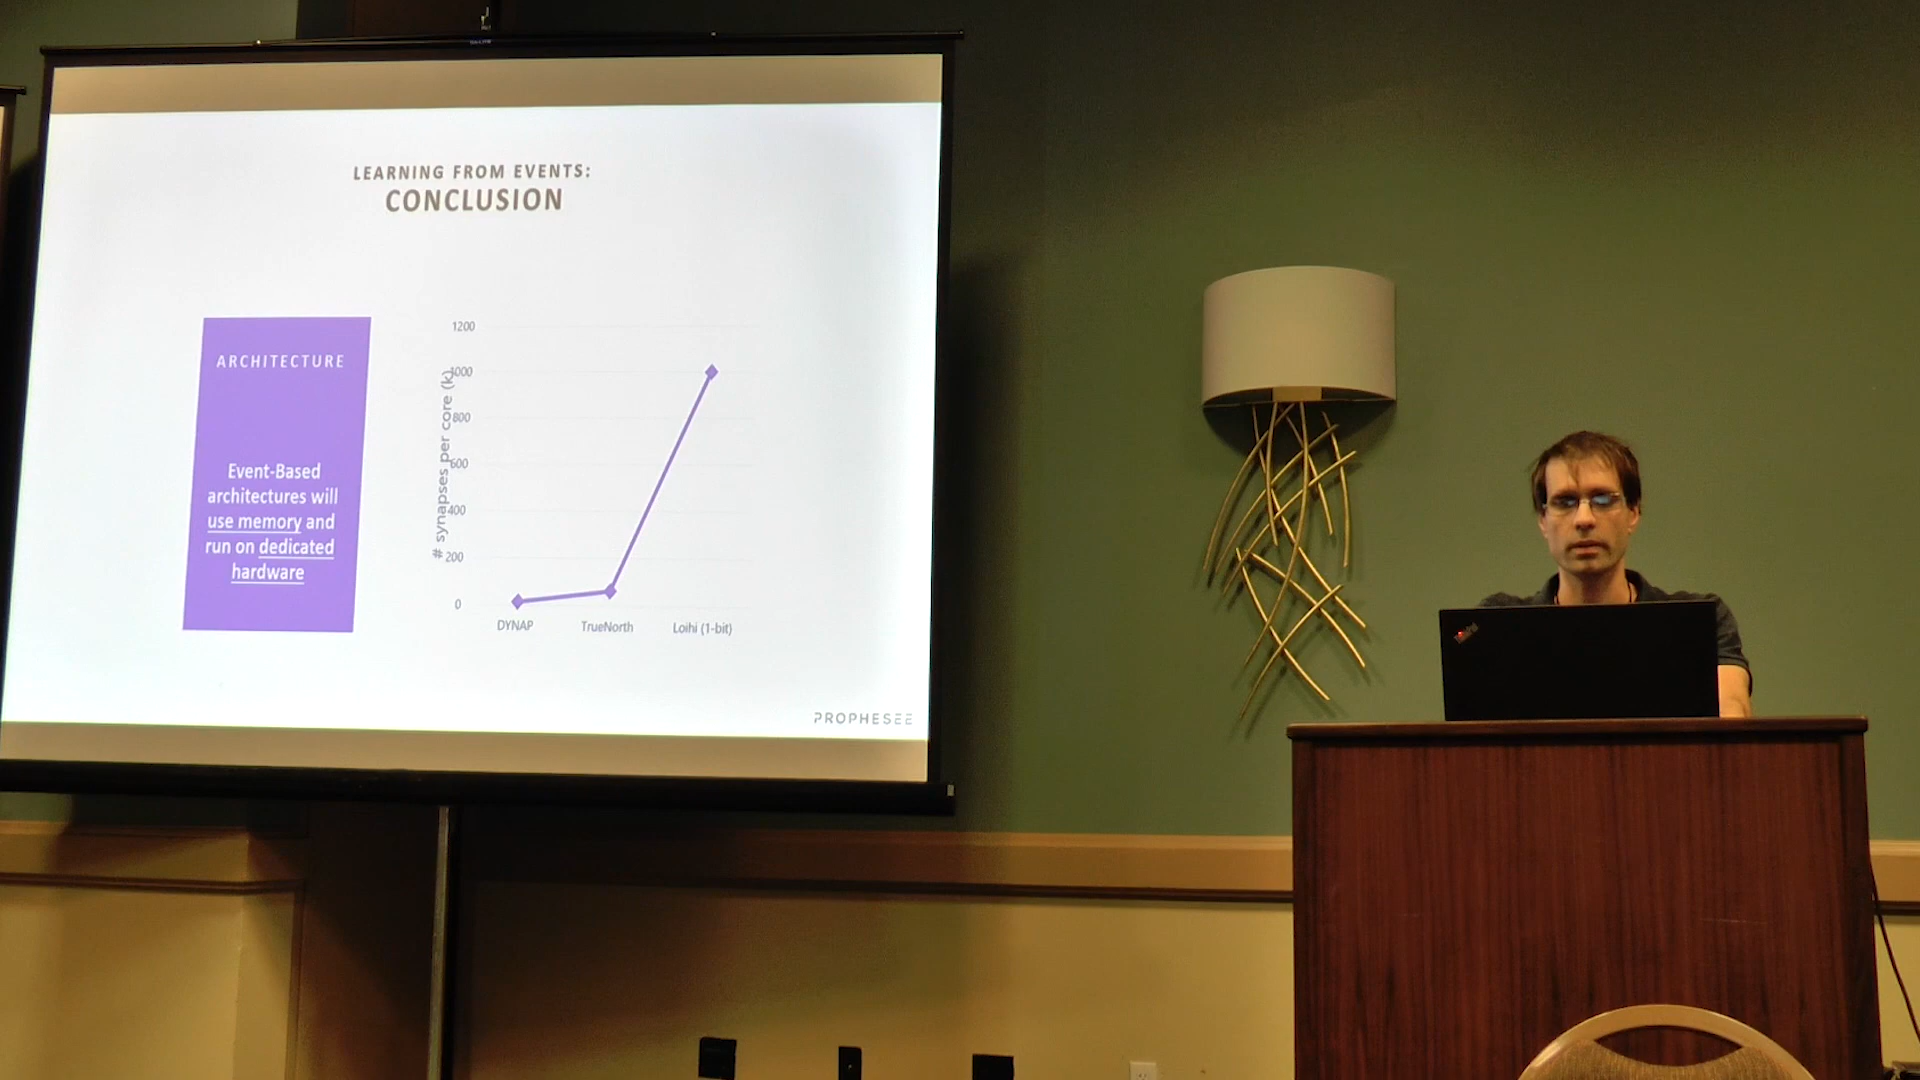 LEARNING FROM EVENTS:
CONCLUSION
ARCHITECTURE
Event-Based
architectures will
use memory and
run on dedicated
hardware
# synapses per core (k)
1200
1000
800
600
400
200
0
DYNAP
TrueNorth
Loihi (1-bit)
PROPHESEE
ThinkPad